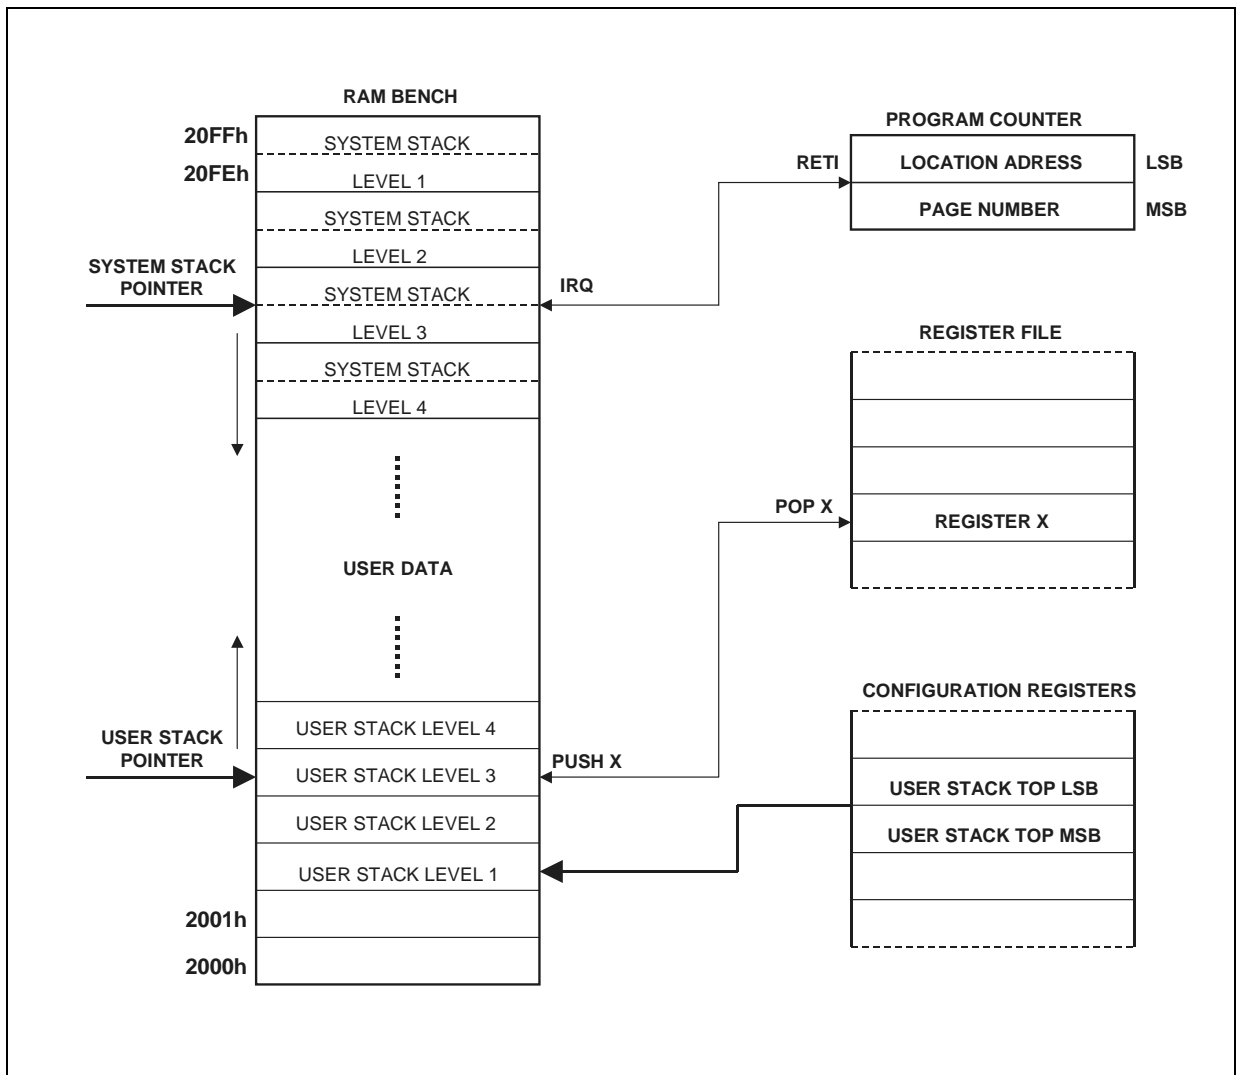 RAM BENCH
20FFh
SYSTEM STACK
20FEh
LEVEL 1
SYSTEM STACK
LEVEL 2
SYSTEM STACK
POINTER
SYSTEM STACK
LEVEL 3
SYSTEM STACK
LEVEL 4
USER DATA
USER STACK LEVEL 4
USER STACK
POINTER
USER STACK LEVEL 3
USER STACK LEVEL 2
USER STACK LEVEL 1
2001h
2000h
IRQ
RETI
PROGRAM COUNTER
LOCATION ADRESS
LSB
PAGE NUMBER
MSB
REGISTER FILE
POP X
REGISTER X
PUSH X
CONFIGURATION REGISTERS
USER STACK TOP LSB
USER STACK TOP MSB